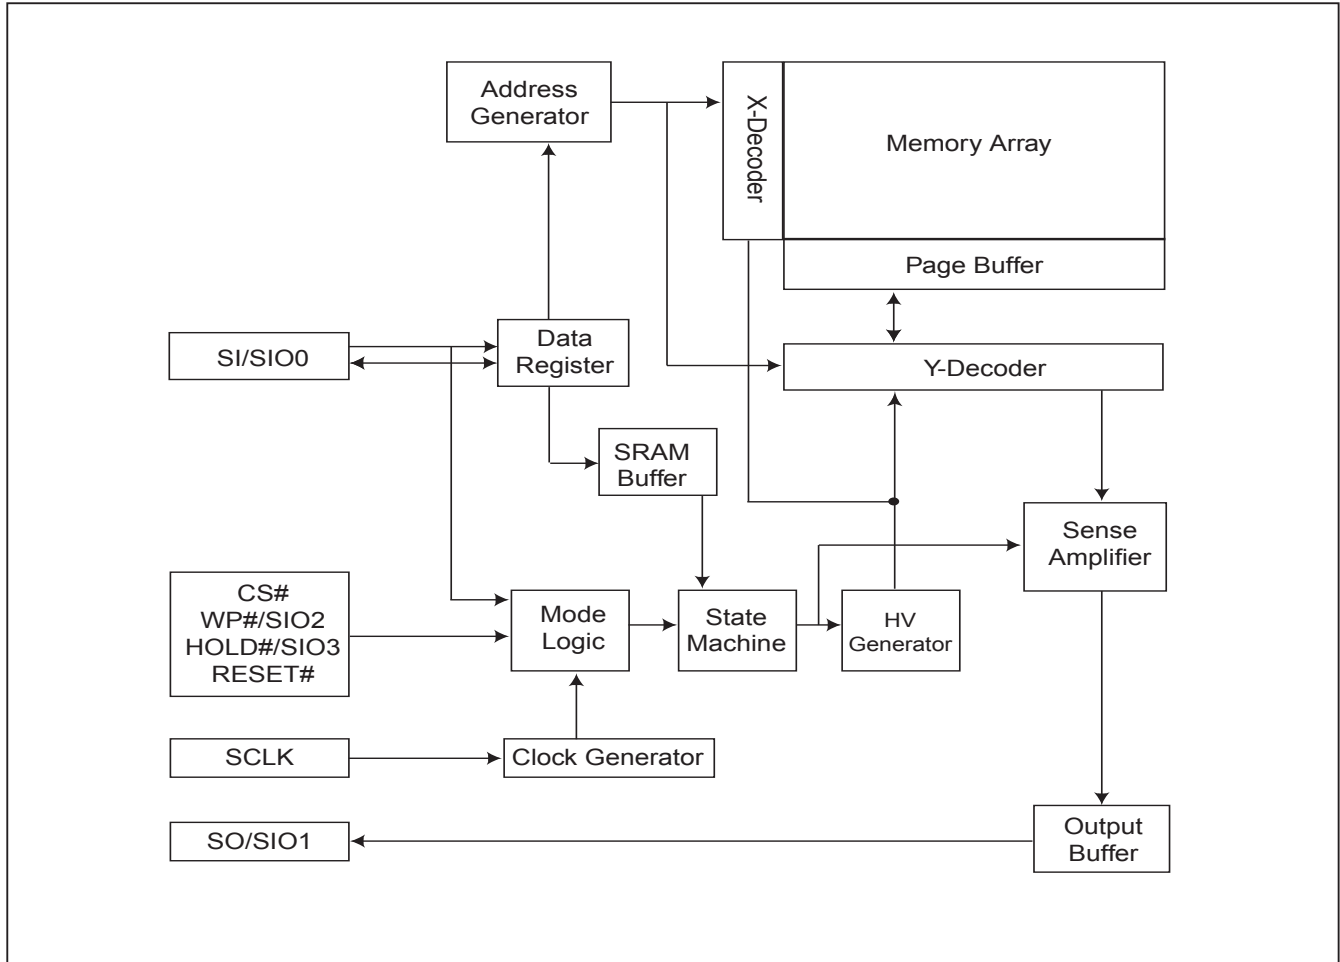 Address
Generator
X-Decoder
Memory Array
Page Buffer
SI/SIO0
Data
Register
Y-Decoder
SRAM
Buffer
Sense
Amplifier
CS#
WP#/SIO2
HOLD#/SIO3
RESET#
Mode
Logic
State
Machine
HV
Generator
SCLK
Clock Generator
SO/SIO1
Output
Buffer